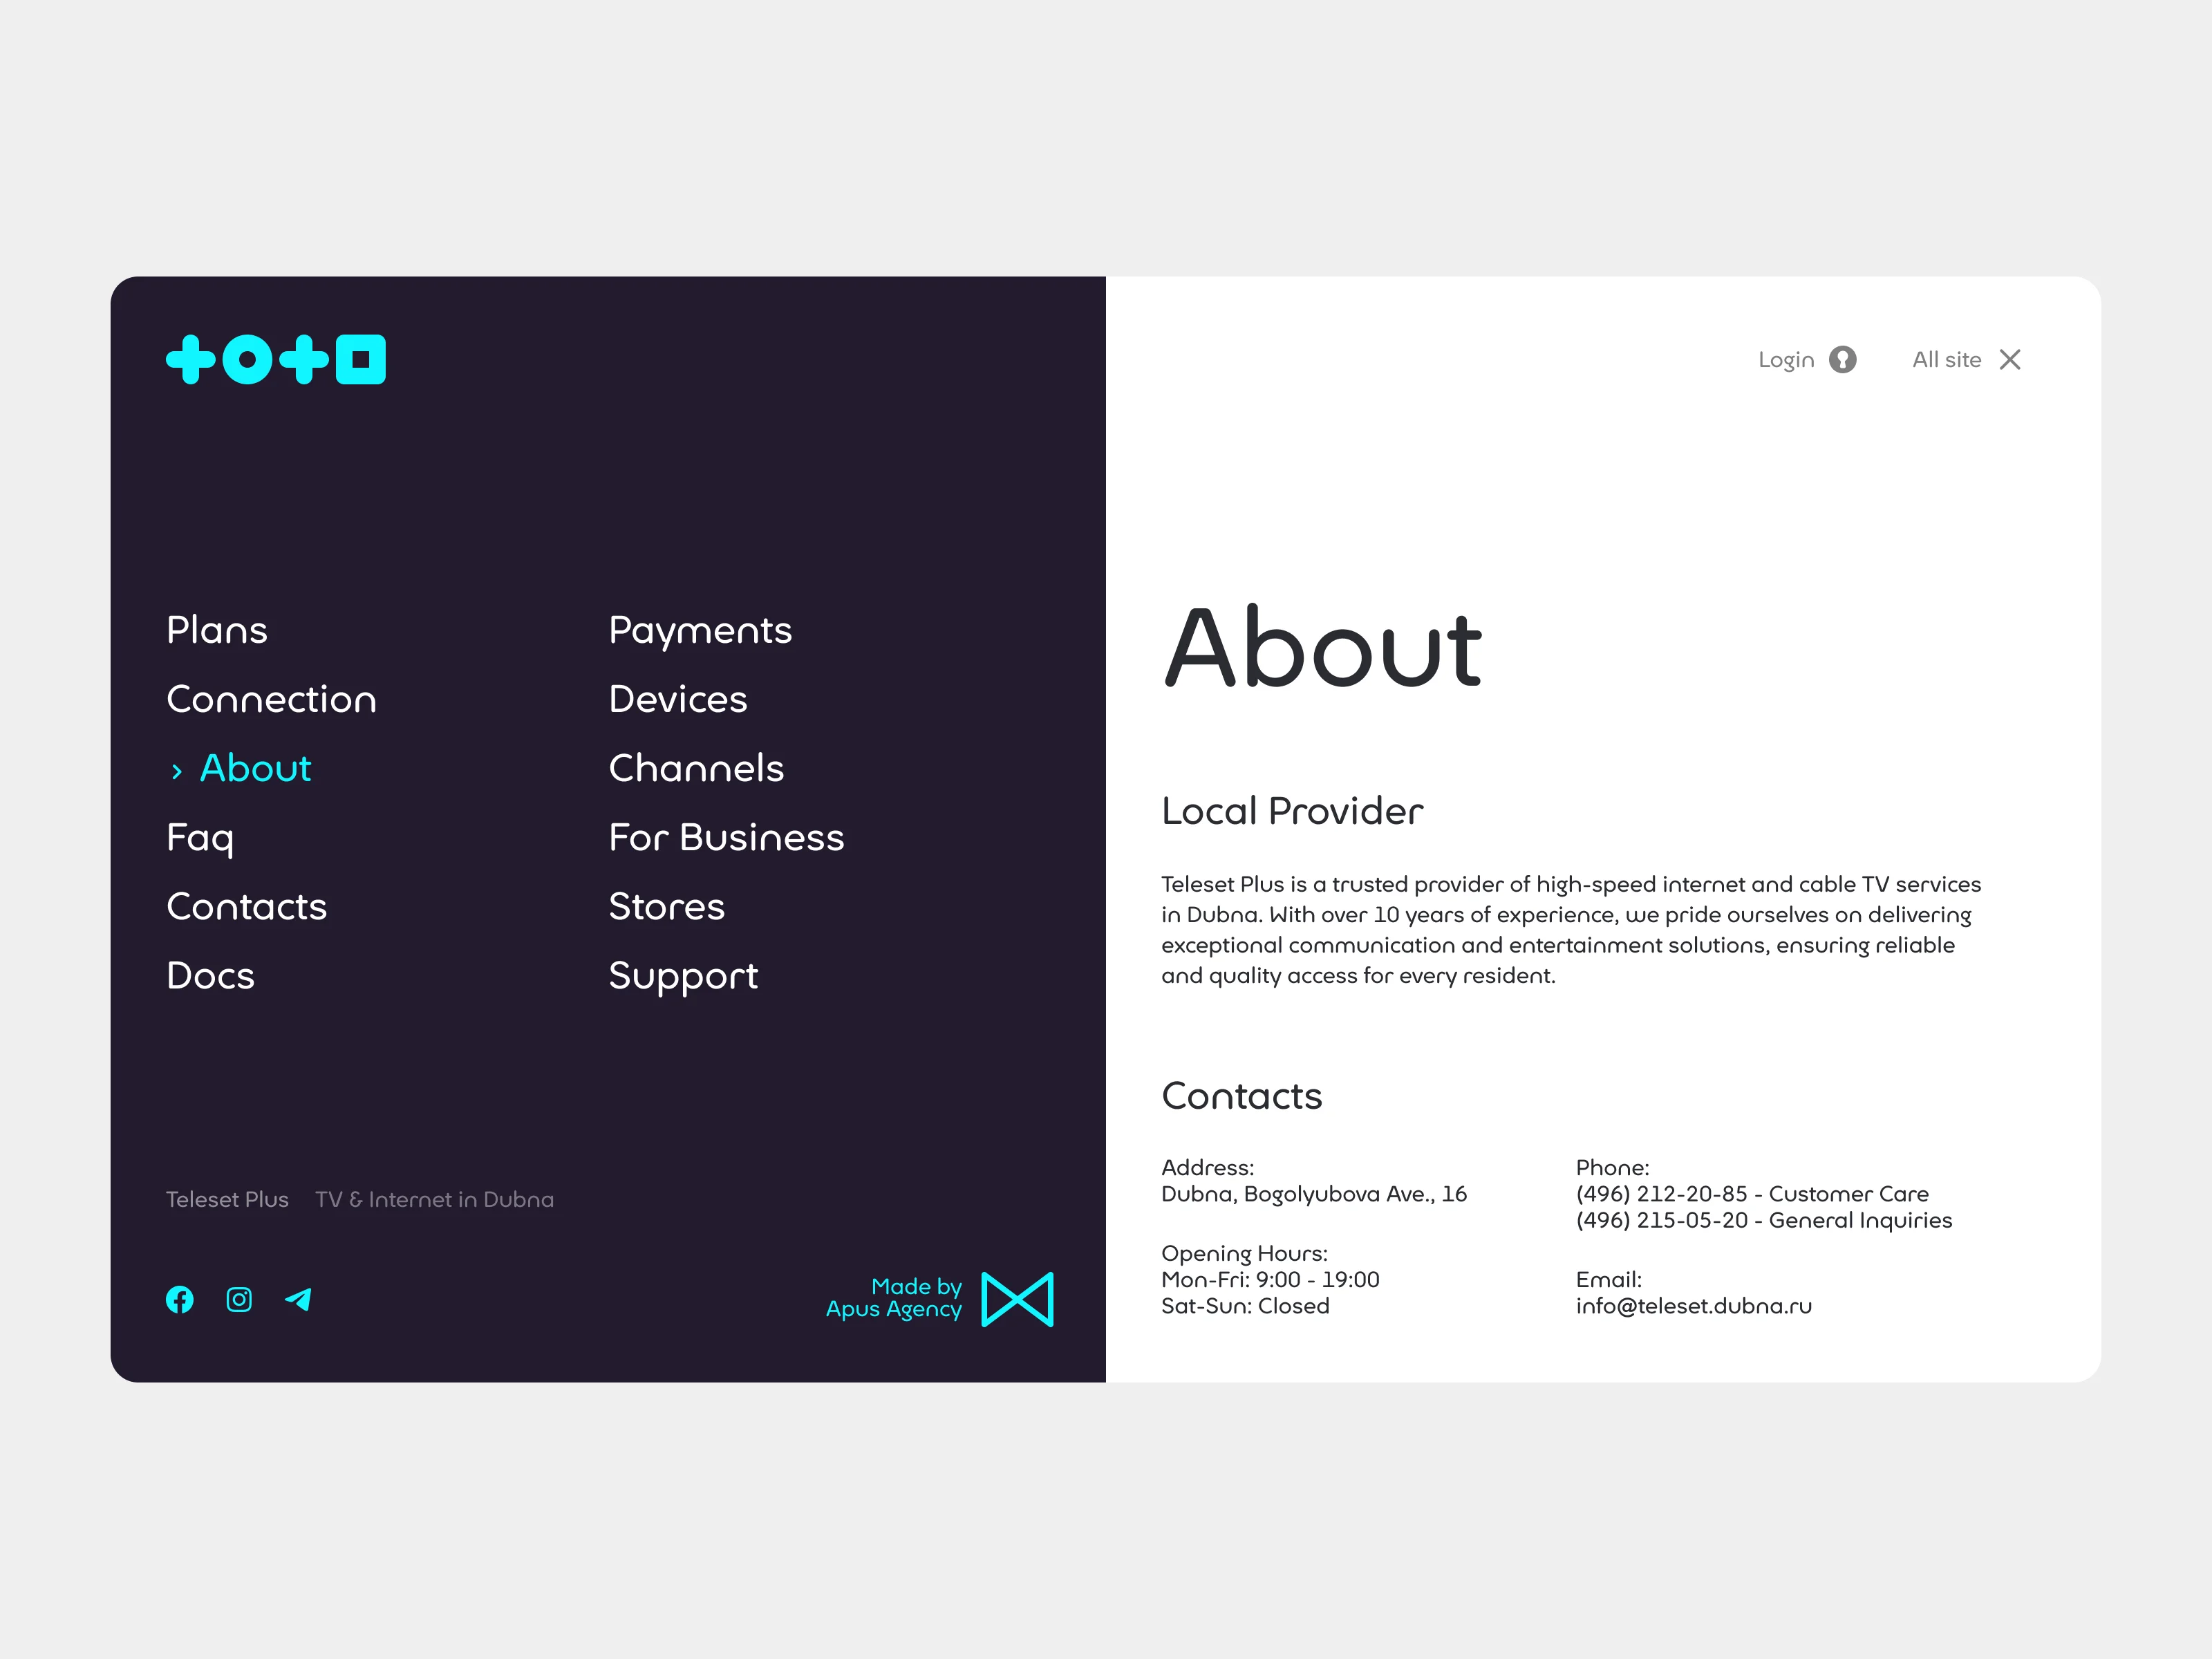 Login
All site
Plans
Connection
› About
Faq
Contacts
Docs
Payments
Devices
Channels
For Business
Stores
Support
Teleset Plus TV & Internet in Dubna
Made by
Apus Agency
About
Local Provider
Teleset Plus is a trusted provider of high-speed internet and cable TV services
in Dubna. With over 10 years of experience, we pride ourselves on delivering
exceptional communication and entertainment solutions, ensuring reliable
and quality access for every resident.
Contacts
Address:
Dubna, Bogolyubova Ave., 16
Opening Hours:
Mon-Fri: 9:00 - 19:00
Sat-Sun: Closed
Phone:
(496) 212-20-85 - Customer Care
(496) 215-05-20 - General Inquiries
Email:
info@teleset.dubna.ru